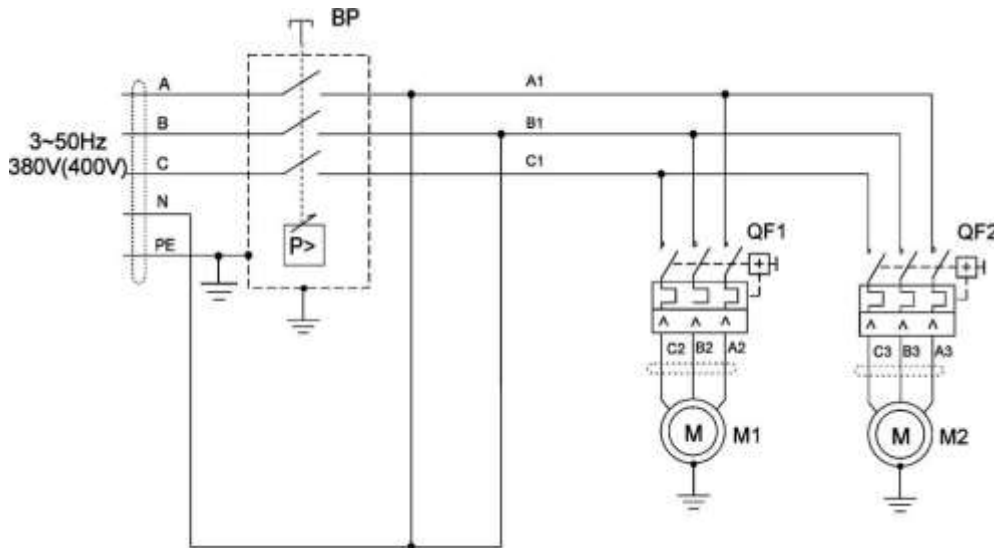 BP
A
A1
B
B1
3~50Hz
380V(400V)
C
C1
N
PE
P>
QF1
QF2
C2 B2 A2
C3 B3 A3
M
M1
M
M2